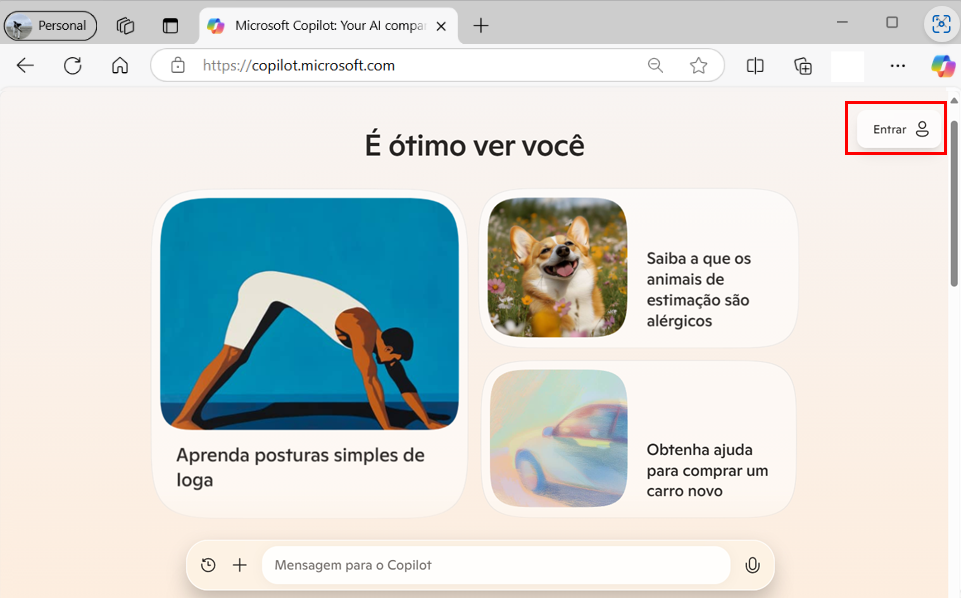 Personal
Microsoft Copilot: Your AI compa
https://copilot.microsoft.com
Entrar
É ótimo ver você
Saiba a que os
animais de
estimação são
alérgicos
Aprenda posturas simples de
Ioga
Obtenha ajuda
para comprar um
carro novo
Mensagem para o Copilot